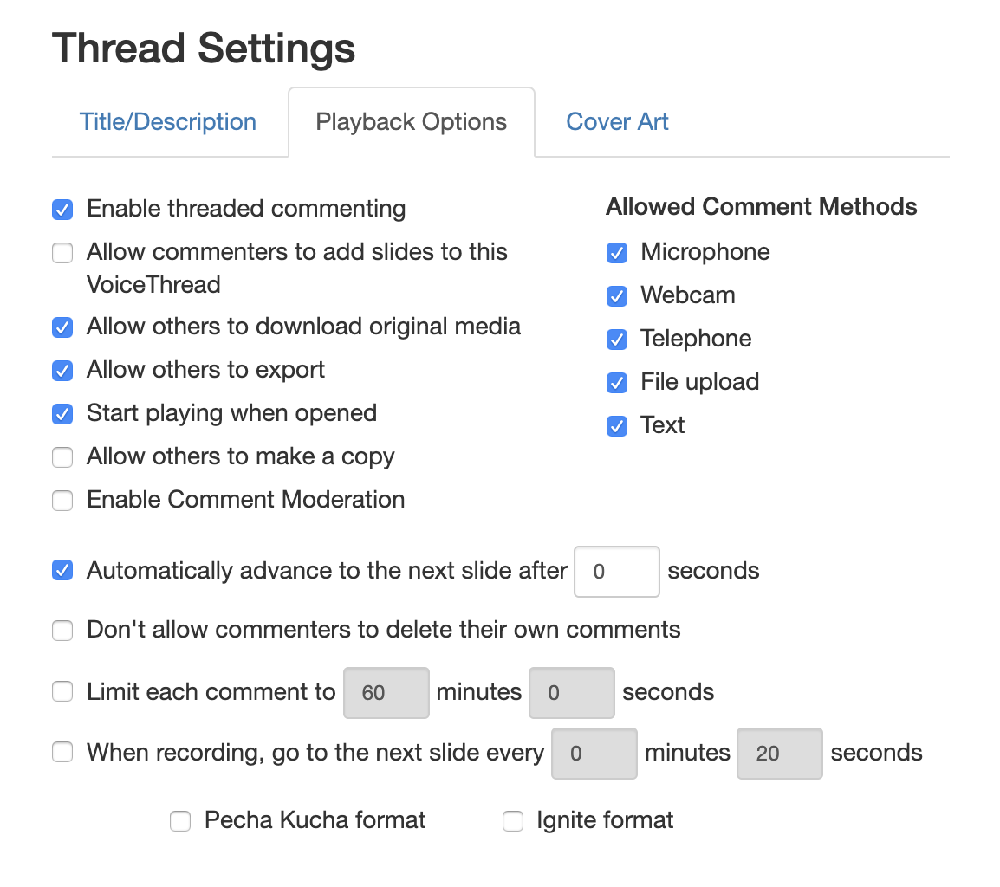 Thread Settings
Title/Description
Playback Options
Cover Art
Enable threaded commenting
Allow commenters to add slides to this
VoiceThread
Allow others to download original media
Allow others to export
Start playing when opened
Allow others to make a copy
Enable Comment Moderation
Allowed Comment Methods
Microphone
Webcam
Telephone
File upload
Text
Automatically advance to the next slide after 0 seconds
Don't allow commenters to delete their own comments
Limit each comment to 60 minutes 0 seconds
When recording, go to the next slide every 0 minutes 20 seconds
Pecha Kucha format
Ignite format